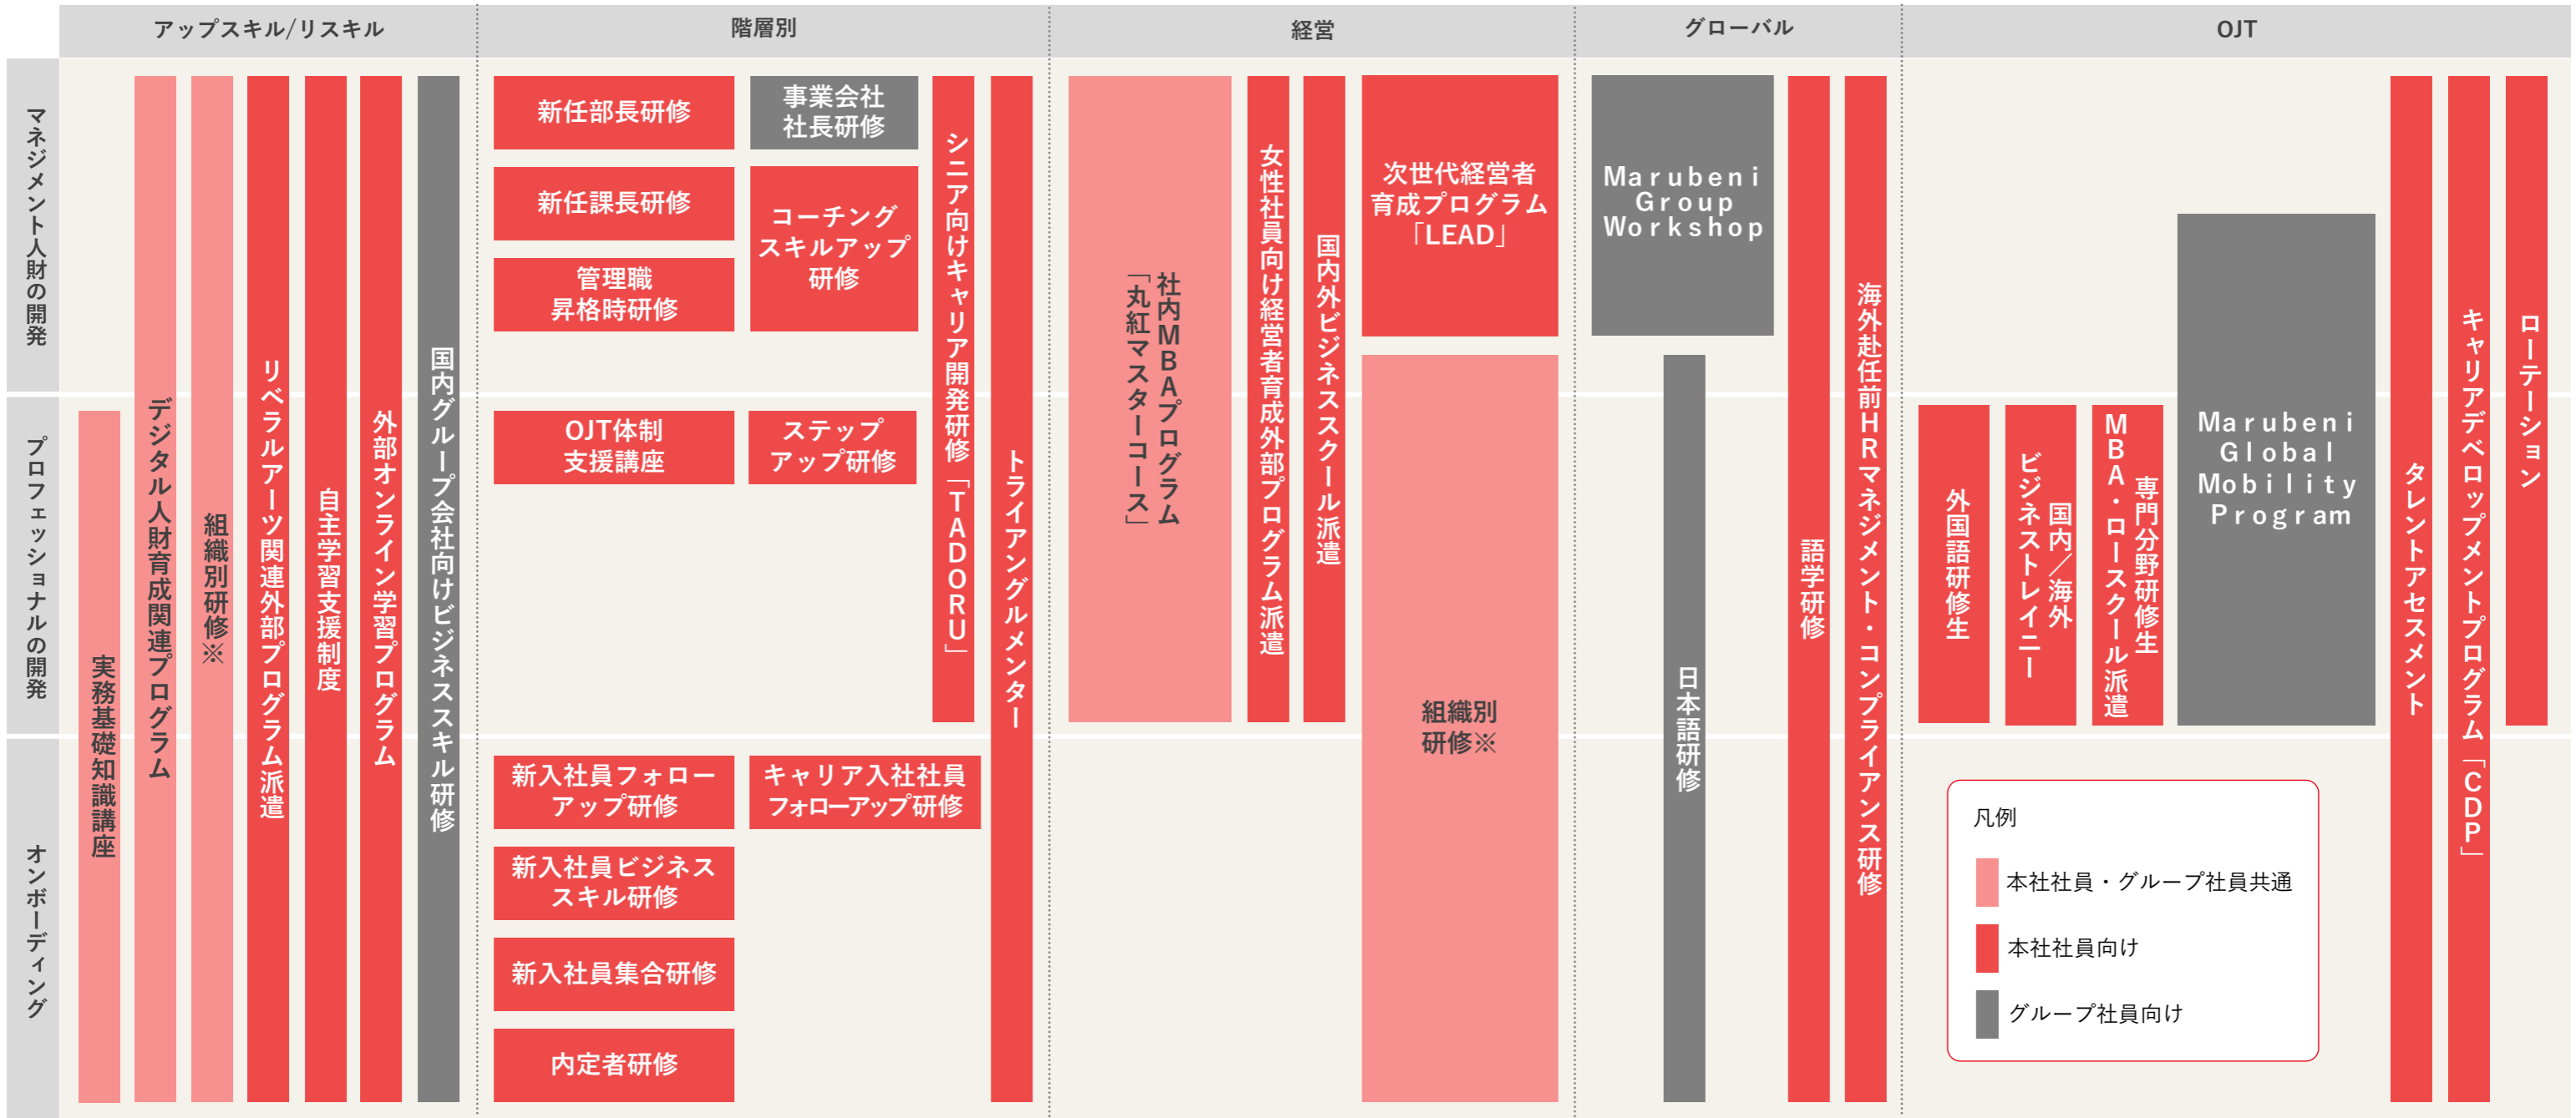 アップスキル/リスキル
階層別
経営
グローバル
OJT
マネジメント人財の開発
プロフェッショナルの開発
オンボーディング
実務基礎知識講座
デジタル人財育成関連プログラム
組織別研修※
リベラルアーツ関連外部プログラム派遣
自主学習支援制度
外部オンライン学習プログラム
国内グループ会社向けビジネススキル研修
新任部長研修
事業会社
社長研修
新任課長研修
コーチング
スキルアップ
研修
管理職
昇格時研修
OJT体制
支援講座
ステップ
アップ研修
新入社員フォロー
アップ研修
キャリア入社社員
フォローアップ研修
新入社員ビジネス
スキル研修
新入社員集合研修
内定者研修
シニア向けキャリア開発研修「TADORU」
トライアングルメンター
社内MBAプログラム
「丸紅マスターコース」
女性社員向け経営者育成外部プログラム派遣
国内外ビジネススクール派遣
次世代経営者
育成プログラム
「LEAD」
組織別
研修※
Marubeni
Group
Workshop
日本語研修
語学研修
海外赴任前HRマネジメント・コンプライアンス研修
外国語研修生
国内／海外
ビジネストレイニー
専門分野研修生
MBA・ロースクール派遣
Marubeni
Global
Mobility
Program
タレントアセスメント
キャリアデベロップメントプログラム「CDP」
ローテーション
凡例
本社社員・グループ社員共通
本社社員向け
グループ社員向け